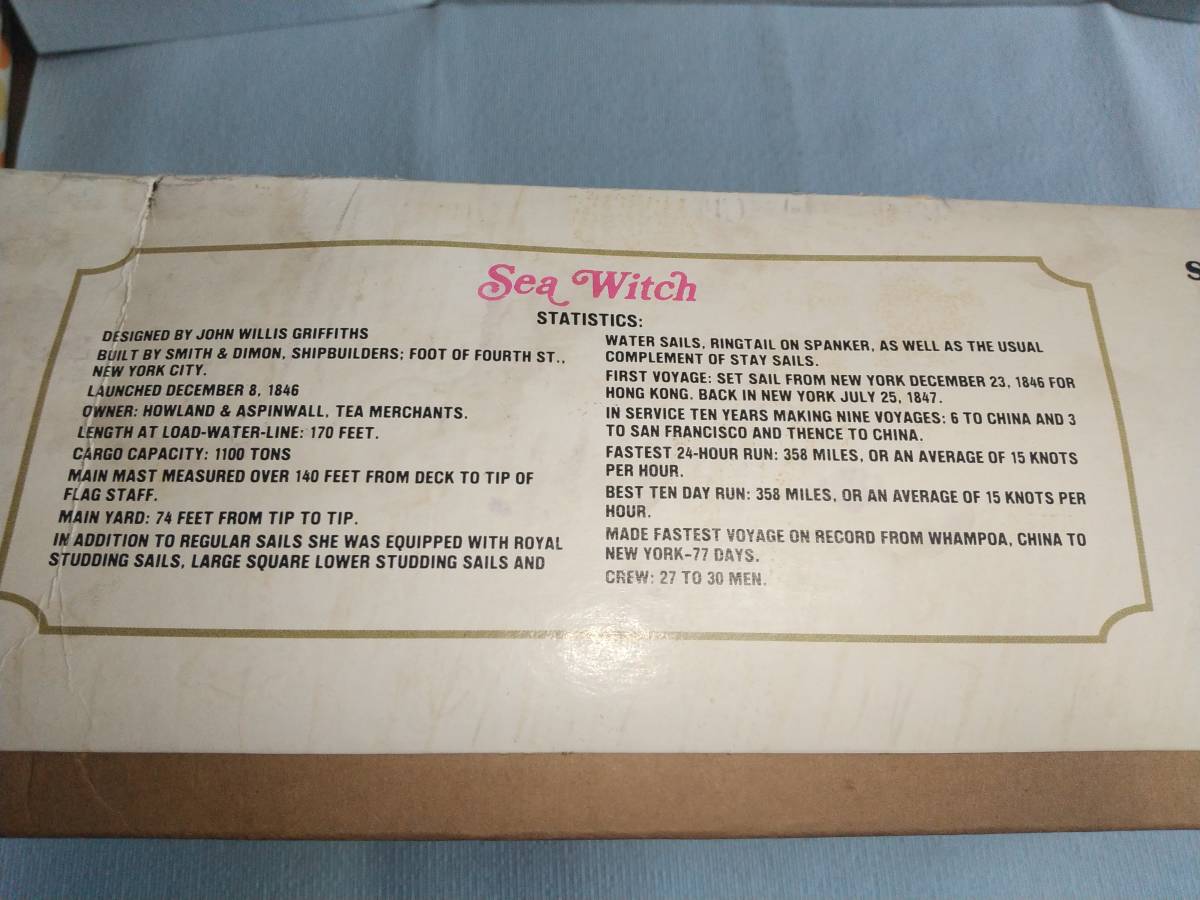 Sea Witch
STATISTICS:
DESIGNED BY JOHN WILLIS GRIFFITHS
BUILT BY SMITH & DIMON, SHIPBUILDERS; FOOT OF FOURTH ST.,
NEW YORK CITY.
LAUNCHED DECEMBER 8, 1846
OWNER: HOWLAND & ASPINWALL, TEA MERCHANTS.
LENGTH AT LOAD-WATER-LINE: 170 FEET.
CARGO CAPACITY: 1100 TONS
MAIN MAST MEASURED OVER 140 FEET FROM DECK TO TIP OF
FLAG STAFF.
MAIN YARD: 74 FEET FROM TIP TO TIP.
IN ADDITION TO REGULAR SAILS SHE WAS EQUIPPED WITH ROYAL
STUDDING SAILS, LARGE SQUARE LOWER STUDDING SAILS AND
WATER SAILS, RINGTAIL ON SPANKER, AS WELL AS THE USUAL
COMPLEMENT OF STAY SAILS.
FIRST VOYAGE: SET SAIL FROM NEW YORK DECEMBER 23, 1846 FOR
HONG KONG. BACK IN NEW YORK JULY 25, 1847.
IN SERVICE TEN YEARS MAKING NINE VOYAGES: 6 TO CHINA AND 3
TO SAN FRANCISCO AND THENCE TO CHINA.
FASTEST 24-HOUR RUN: 358 MILES, OR AN AVERAGE OF 15 KNOTS
PER HOUR.
BEST TEN DAY RUN: 358 MILES, OR AN AVERAGE OF 15 KNOTS PER
HOUR.
MADE FASTEST VOYAGE ON RECORD FROM WHAMPOA, CHINA TO
NEW YORK-77 DAYS.
CREW: 27 TO 30 MEN.
S